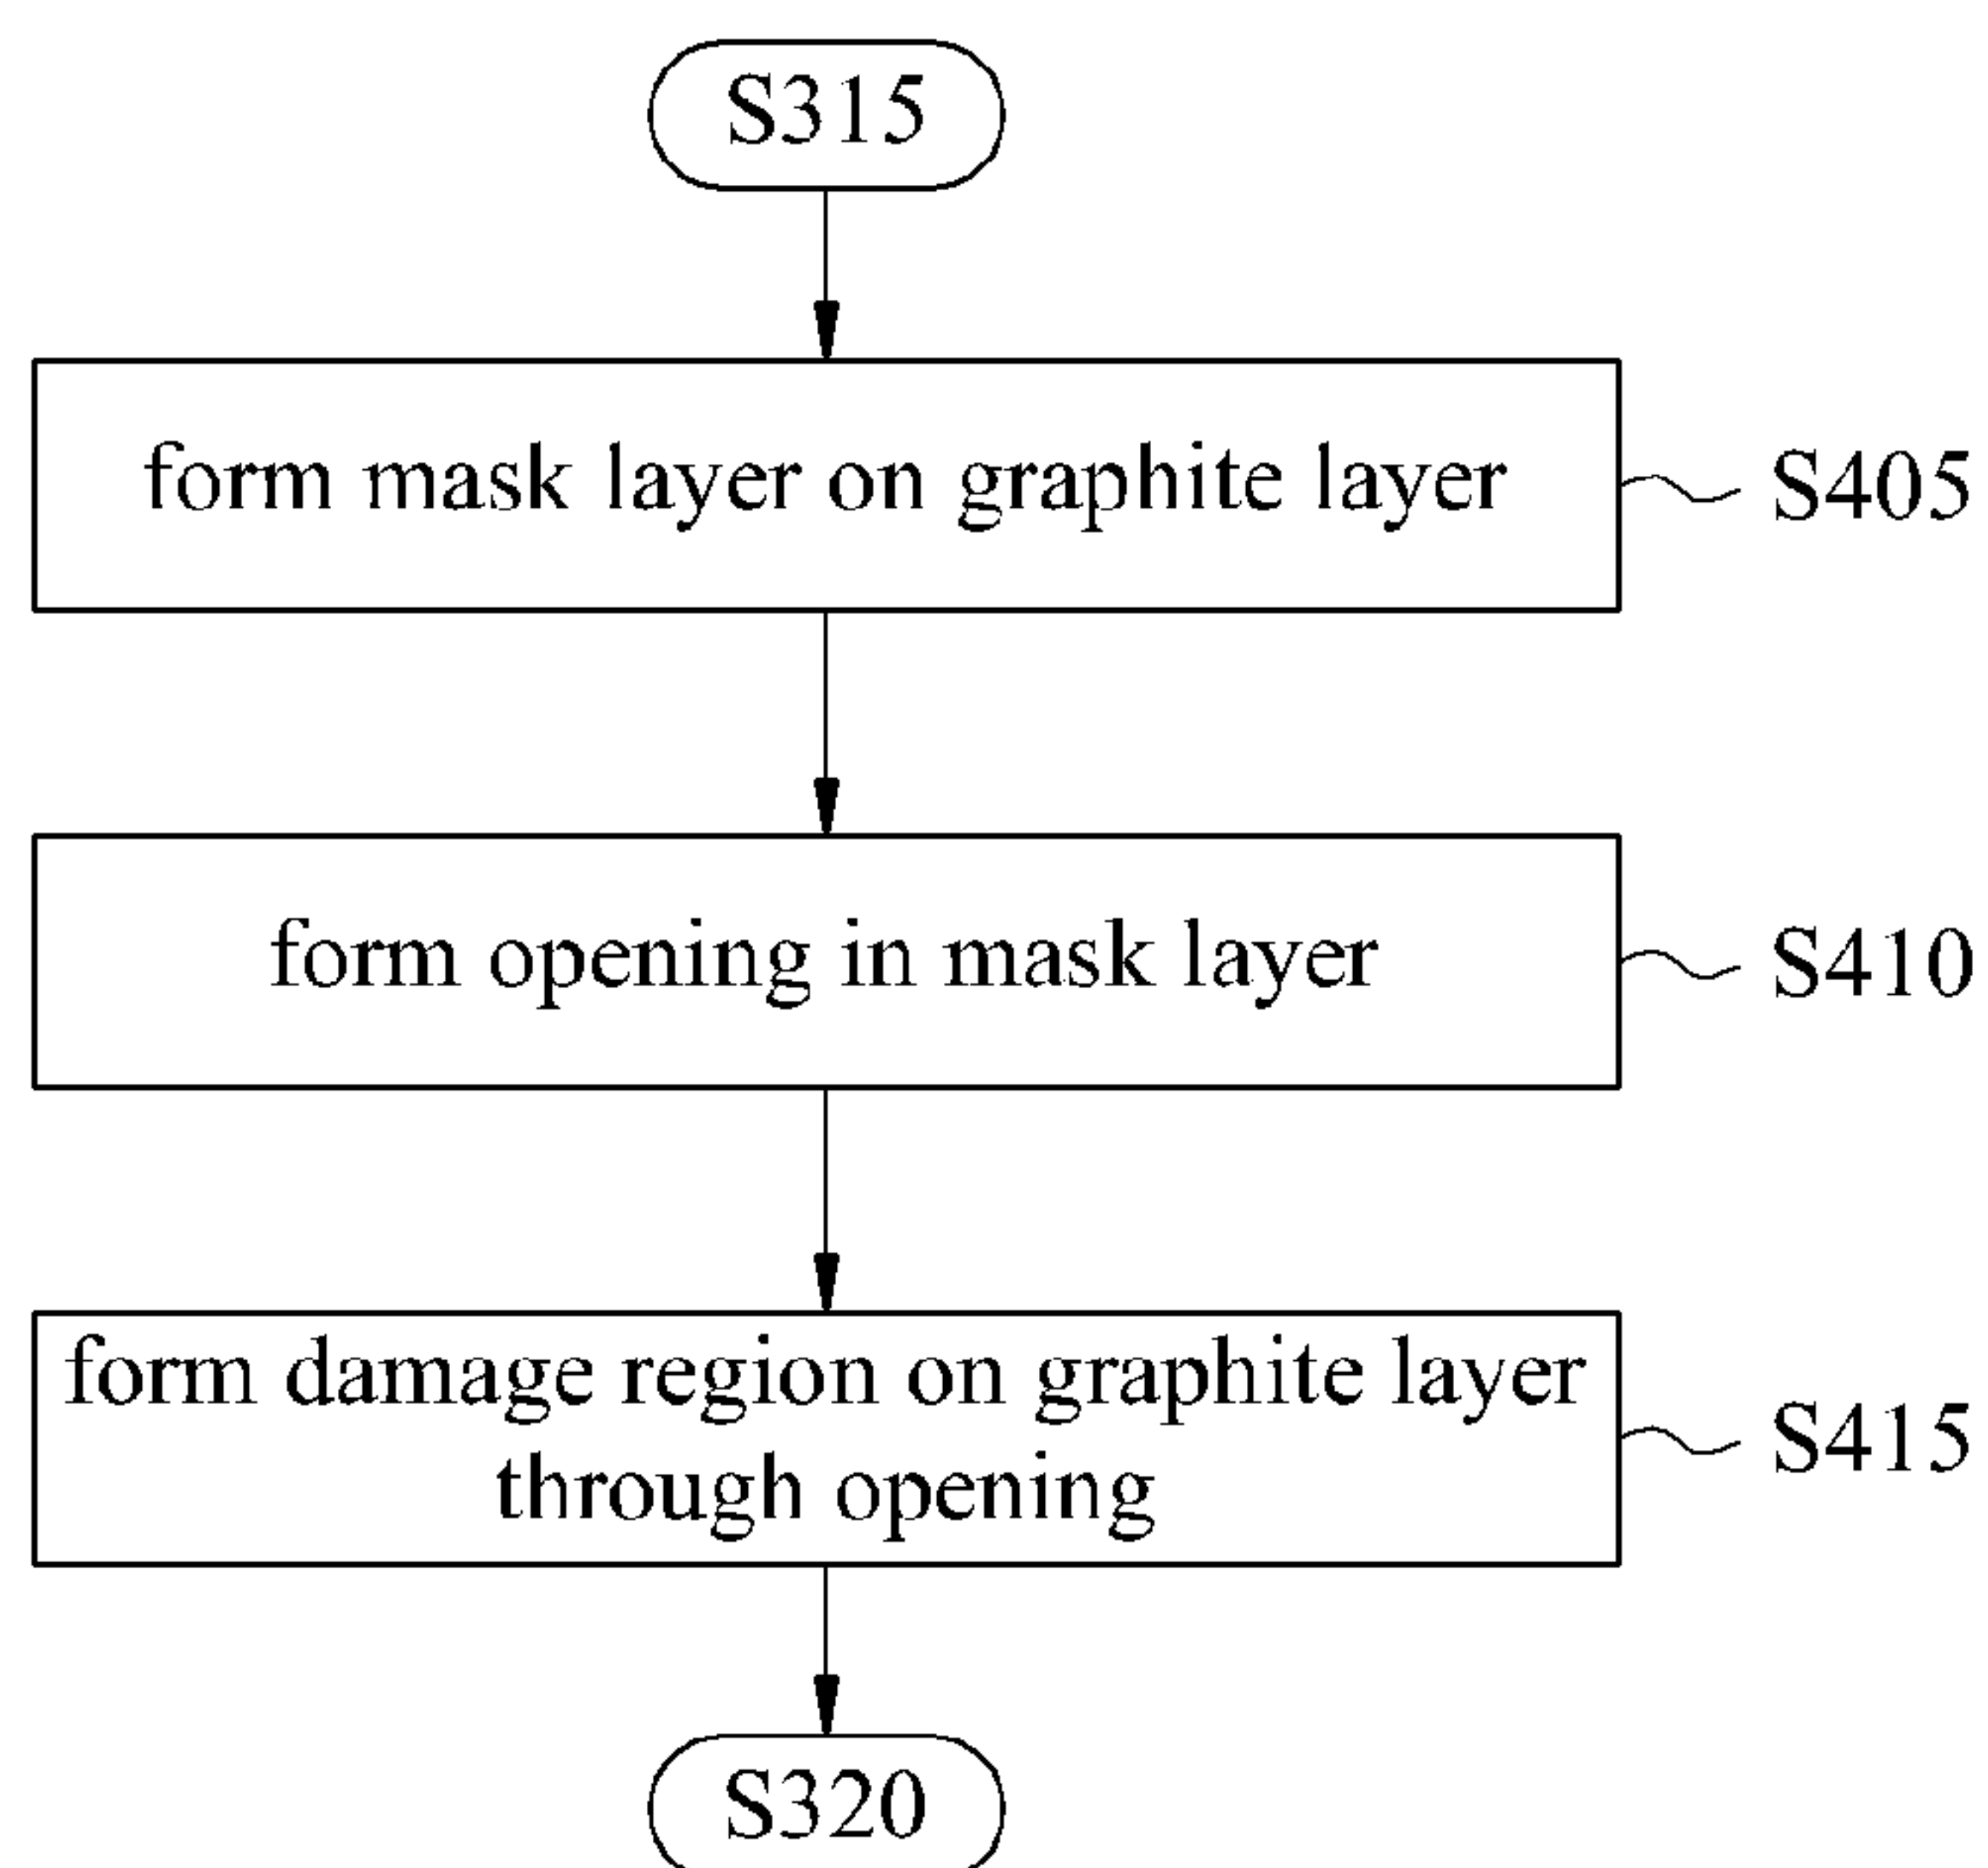 S315
form mask layer on graphite layer
S405
form opening in mask layer
S410
form damage region on graphite layer
through opening
S415
S320